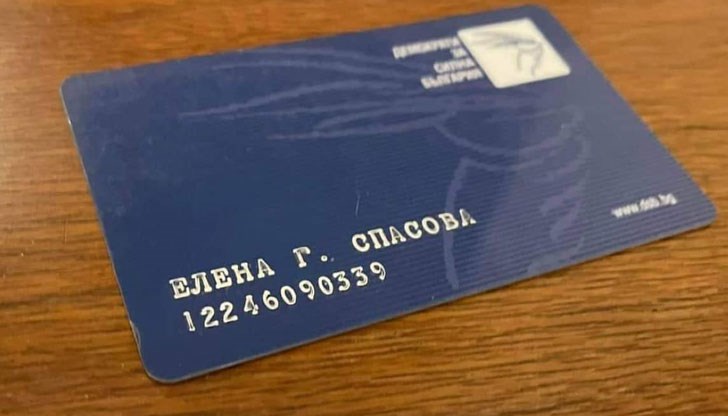 ДЕМОКРАТИ
ЗА
СИЛНА
БЪЛГАРИЯ
www.dsb.bg
ЕЛЕНА Г. СПАСОВА
12246090339